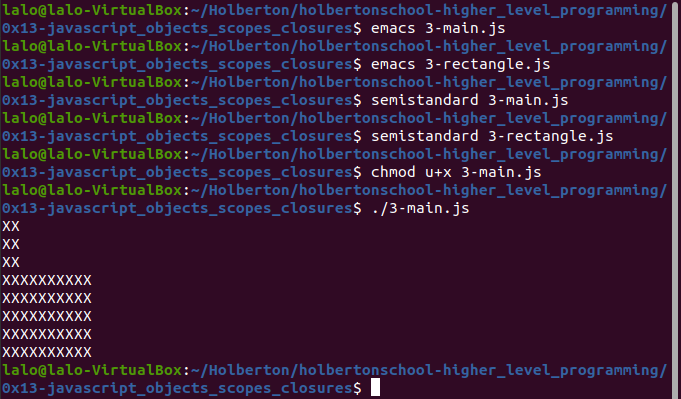 lalo@lalo-VirtualBox:~/Holberton/holbertonschool-higher_level_programming/
0x13-javascript_objects_scopes_closures$ emacs 3-main.js
lalo@lalo-VirtualBox:~/Holberton/holbertonschool-higher_level_programming/
0x13-javascript_objects_scopes_closures$ emacs 3-rectangle.js
lalo@lalo-VirtualBox:~/Holberton/holbertonschool-higher_level_programming/
0x13-javascript_objects_scopes_closures$ semistandard 3-main.js
lalo@lalo-VirtualBox:~/Holberton/holbertonschool-higher_level_programming/
0x13-javascript_objects_scopes_closures$ semistandard 3-rectangle.js
lalo@lalo-VirtualBox:~/Holberton/holbertonschool-higher_level_programming/
0x13-javascript_objects_scopes_closures$ chmod u+x 3-main.js
lalo@lalo-VirtualBox:~/Holberton/holbertonschool-higher_level_programming/
0x13-javascript_objects_scopes_closures$ ./3-main.js
XX
XX
XX
XXXXXXXXXX
XXXXXXXXXX
XXXXXXXXXX
XXXXXXXXXX
XXXXXXXXXX
lalo@lalo-VirtualBox:~/Holberton/holbertonschool-higher_level_programming/
0x13-javascript_objects_scopes_closures$